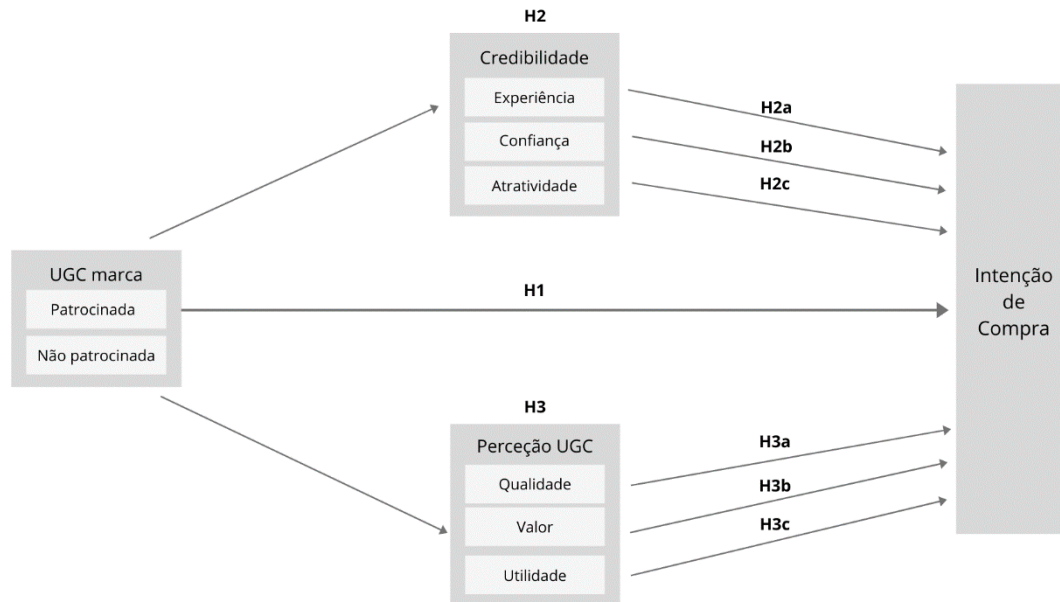 H2
Credibilidade
Experiência
Confiança
Atratividade
H2a
H2b
H2c
UGC marca
Patrocinada
Não patrocinada
H1
Intenção
de
Compra
H3
Perceção UGC
Qualidade
Valor
Utilidade
H3a
H3b
H3c